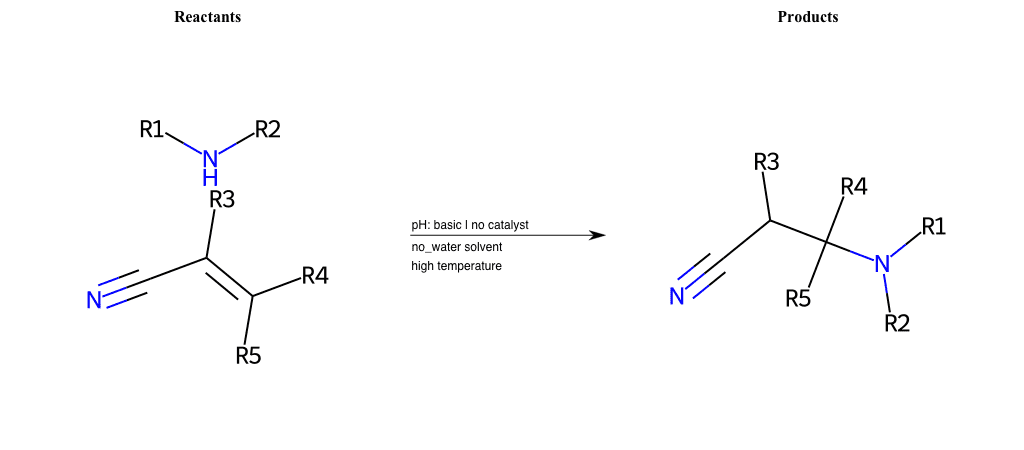 Reactants
Products
R1
R2
N
H
R3
R4
N
R5
pH: basic | no catalyst
no_water solvent
high temperature
R3
R4
R1
N
N
R5
R2